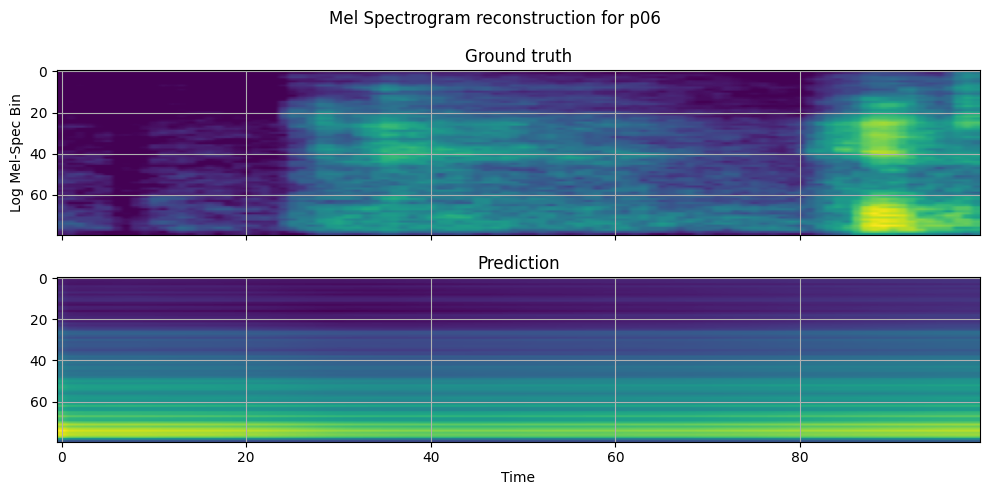 Mel Spectrogram reconstruction for p06
Ground truth
0
20
40
60
Log Mel-Spec Bin
Prediction
0
20
40
60
0 20 40 60 80
Time